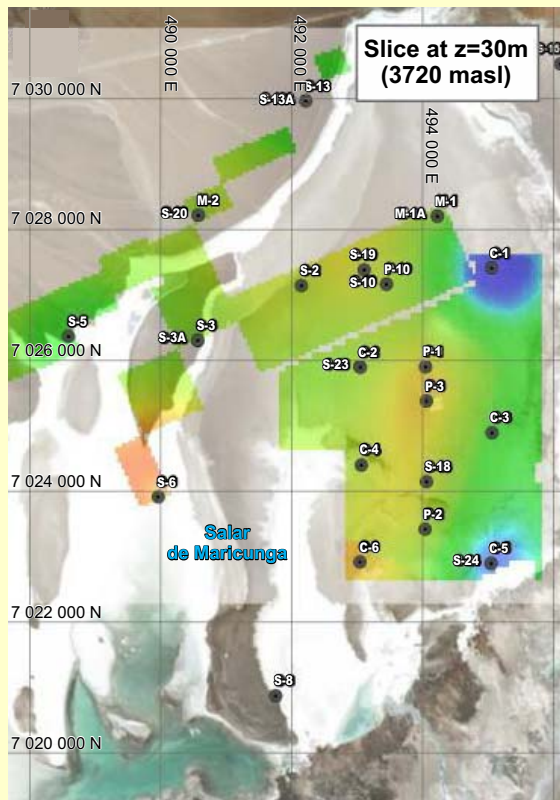 Slice at z=30m
(3720 masl)
490 000 E
492 000 E
494 000 E
7 030 000 N
S-13
S-13A
M-2
S-20
7 028 000 N
M-1
M-1A
S-19
C-1
S-2
P-10
S-10
S-5
S-3
S-3A
7 026 000 N
C-2
P-1
S-23
P-3
C-3
C-4
S-18
S-6
7 024 000 N
P-2
Salar
de Maricunga
C-6
C-5
S-24
7 022 000 N
S-8
7 020 000 N